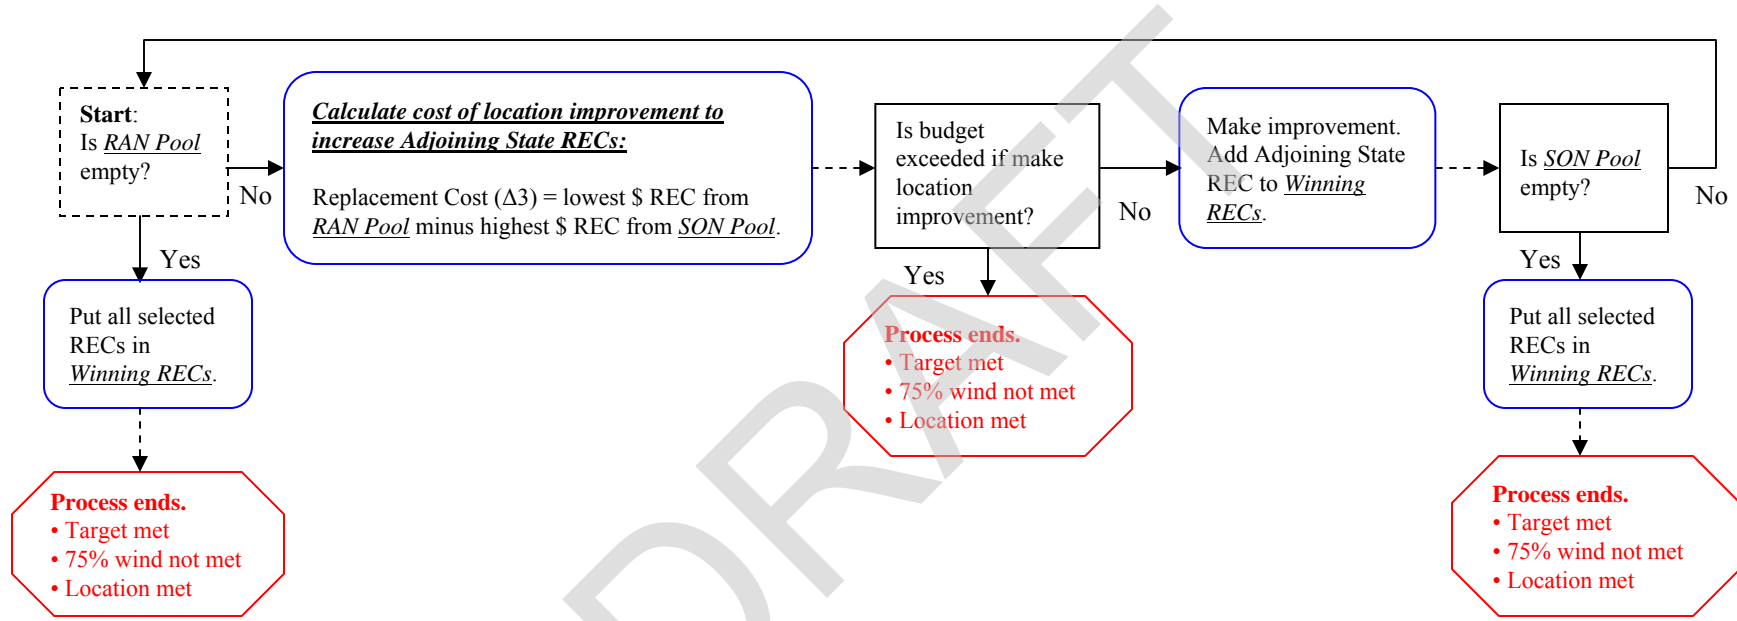 Start:
Is RAN Pool
empty?
No
Calculate cost of location improvement to
increase Adjoining State RECs:
Replacement Cost (Δ3) = lowest $ REC from
RAN Pool minus highest $ REC from SON Pool.
Is budget
exceeded if make
location
improvement?
No
Make improvement.
Add Adjoining State
REC to Winning
RECs.
Is SON Pool
empty?
No
Yes
Put all selected
RECs in
Winning RECs.
Process ends.
• Target met
• 75% wind not met
• Location met
Yes
Process ends.
• Target met
• 75% wind not met
• Location met
Yes
Put all selected
RECs in
Winning RECs.
Process ends.
• Target met
• 75% wind not met
• Location met
DRAFT